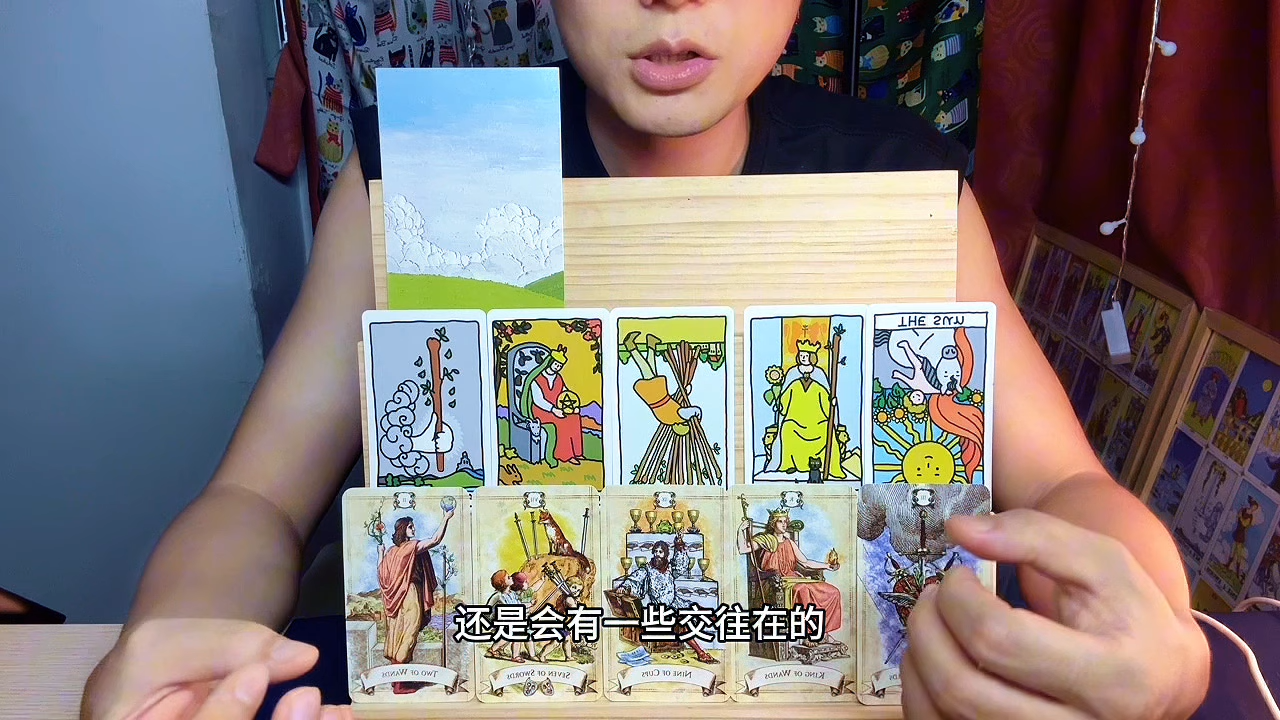 THE SUN
还是会有一些交往在的
TWO OF WANDS
SEVEN OF SWORDS
NINE OF CUPS
KING OF WANDS